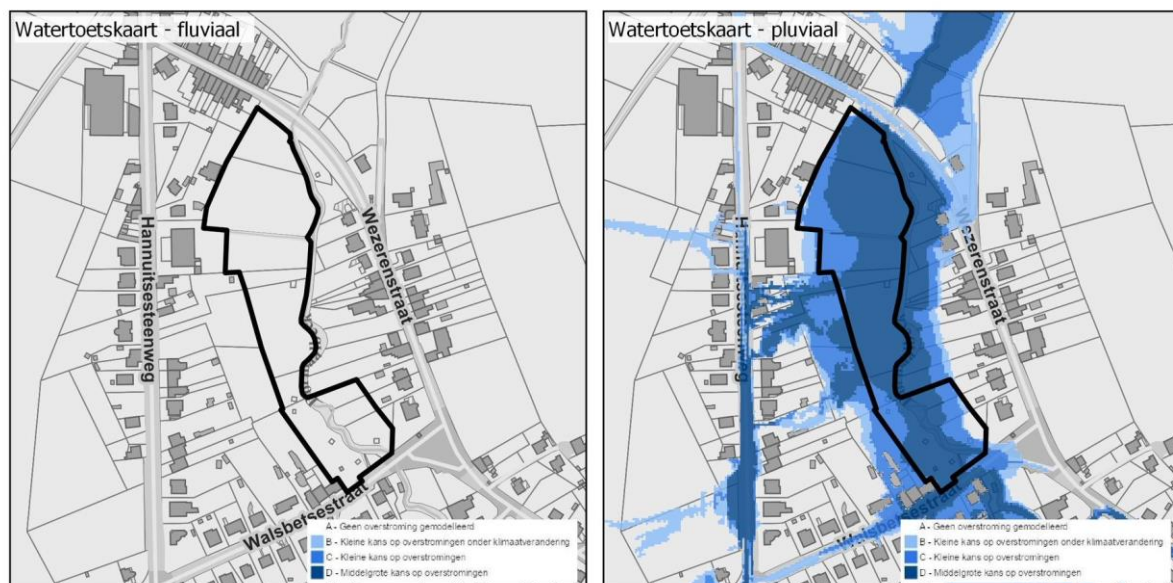 Watertoetskaart - fluviaal
Hannuitsesteenweg
Wezerenstraat
Walsbetsestraat
A - Geen overstroming gemodelleerd
B - Kleine kans op overstromingen onder klimaatverandering
C - Kleine kans op overstromingen
D - Middelgrote kans op overstromingen
Watertoetskaart - pluviaal
Hannuitsesteenweg
Wezerenstraat
Walsbetsestraat
A - Geen overstroming gemodelleerd
B - Kleine kans op overstromingen onder klimaatverandering
C - Kleine kans op overstromingen
D - Middelgrote kans op overstromingen